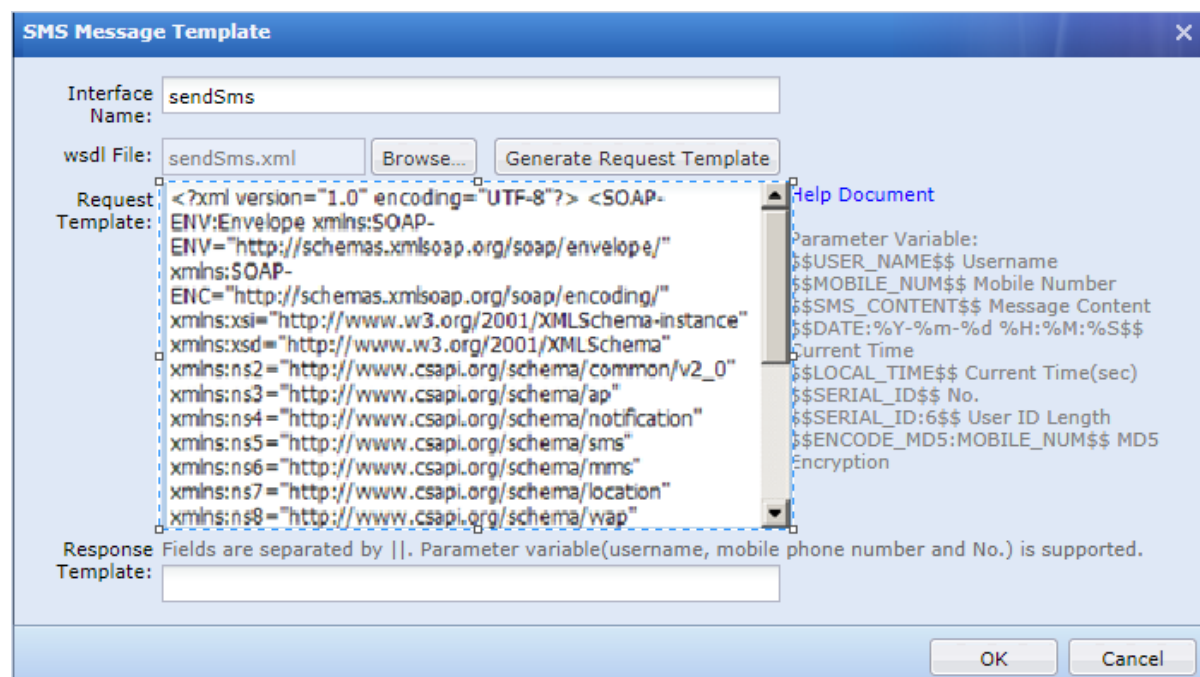 SMS Message Template
Interface Name:
sendSms
wsdl File:
sendSms.xml
Browse...
Generate Request Template
Request Template:
<?xml version="1.0" encoding="UTF-8"?> <SOAP-
ENV:Envelope xmlns:SOAP-
ENV="http://schemas.xmlsoap.org/soap/envelope/"
xmlns:SOAP-
ENC="http://schemas.xmlsoap.org/soap/encoding/"
xmlns:xsi="http://www.w3.org/2001/XMLSchema-instance"
xmlns:xsd="http://www.w3.org/2001/XMLSchema"
xmlns:ns2="http://www.csapi.org/schema/common/v2_0"
xmlns:ns3="http://www.csapi.org/schema/ap"
xmlns:ns4="http://www.csapi.org/schema/notification"
xmlns:ns5="http://www.csapi.org/schema/sms"
xmlns:ns6="http://www.csapi.org/schema/mms"
xmlns:ns7="http://www.csapi.org/schema/location"
xmlns:ns8="http://www.csapi.org/schema/wap"
Help Document
Parameter Variable:
$$USER_NAME$$ Username
$$MOBILE_NUM$$ Mobile Number
$$SMS_CONTENT$$ Message Content
$$DATE:%Y-%m-%d %H:%M:%S$$
Current Time
$$LOCAL_TIME$$ Current Time(sec)
$$SERIAL_ID$$ No.
$$SERIAL_ID:6$$ User ID Length
$$ENCODE_MD5:MOBILE_NUM$$ MD5
Encryption
Response Template:
Fields are separated by ||. Parameter variable(username, mobile phone number and No.) is supported.
OK
Cancel